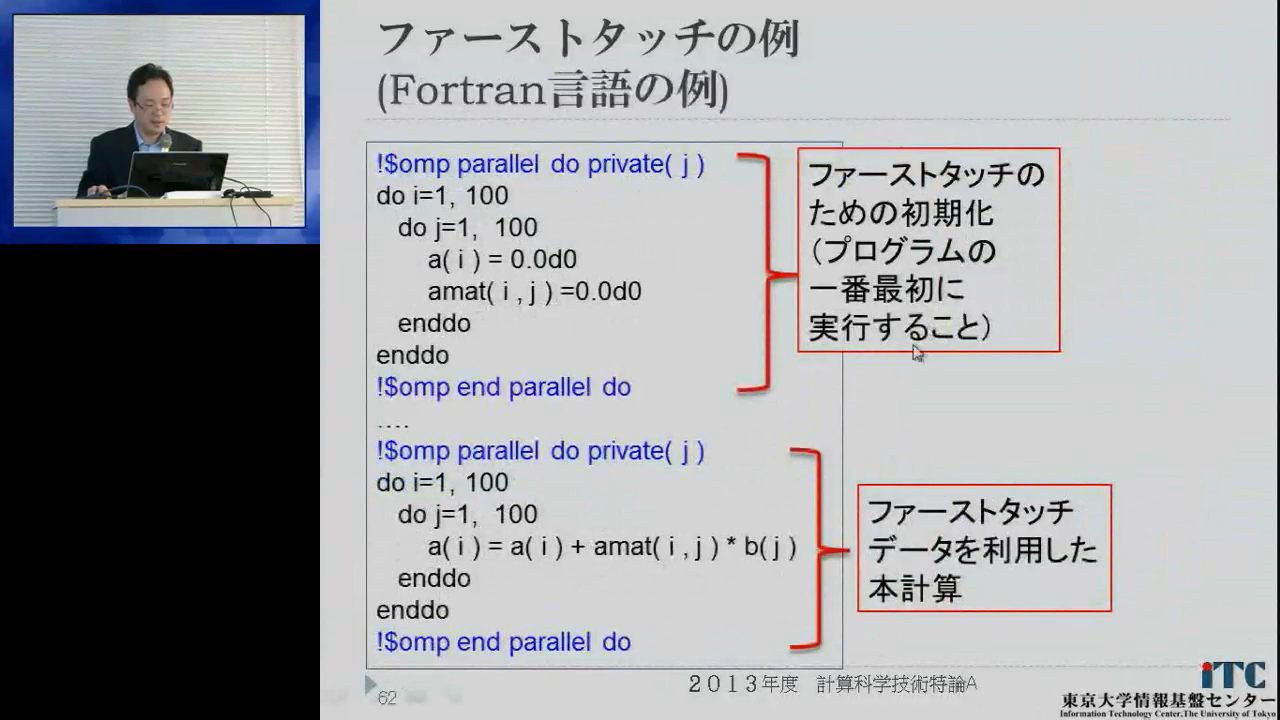 ファーストタッチの例
(Fortran言語の例)
!$omp parallel do private( j )
do i=1, 100
do j=1, 100
a( i ) = 0.0d0
amat( i , j ) =0.0d0
enddo
enddo
!$omp end parallel do
….
!$omp parallel do private( j )
do i=1, 100
do j=1, 100
a( i ) = a( i ) + amat( i , j ) * b( j )
enddo
enddo
!$omp end parallel do
ファーストタッチの
ための初期化
（プログラムの
一番最初に
実行すること）
ファーストタッチ
データを利用した
本計算
62
２０１３年度 計算科学技術特論A
iTC
東京大学情報基盤センター
Information Technology Center,The University of Tokyo